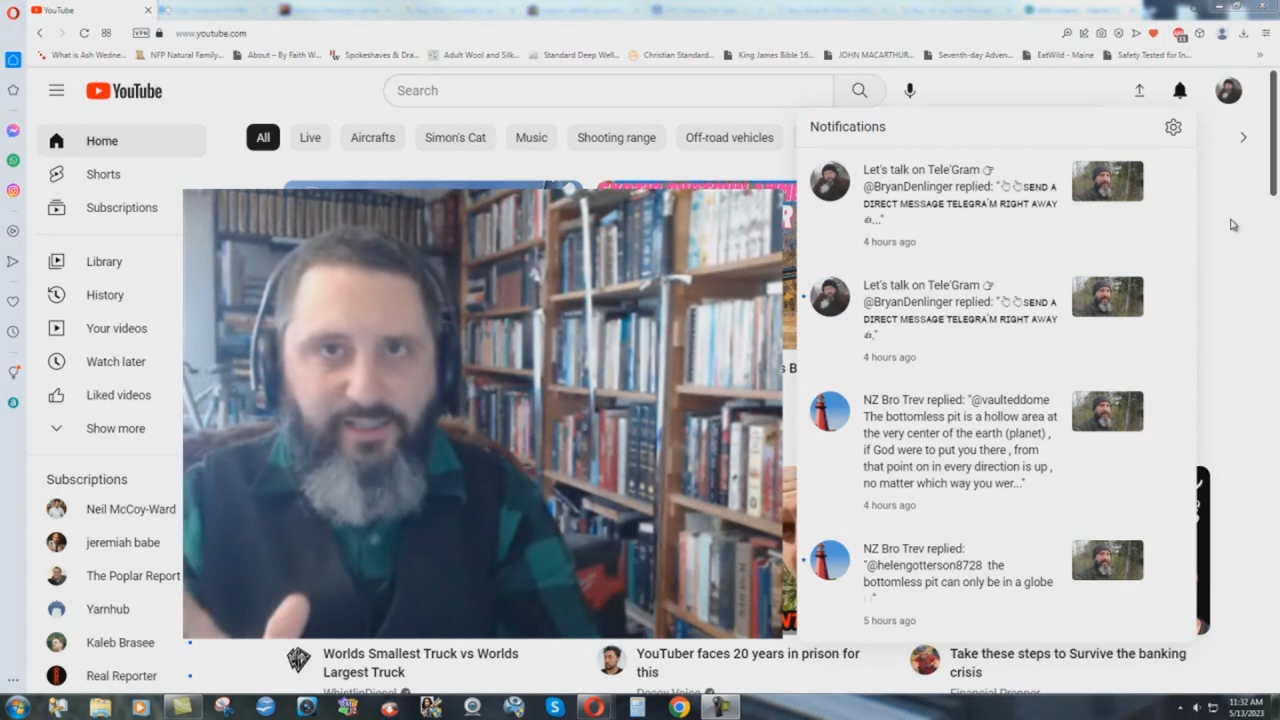 YouTube
VPN
www.youtube.com
What is Ash Wednes...
NFP Natural Family...
About – By Faith W...
Spokeshaves & Dra...
Adult Wool and Silk...
Standard Deep Well...
Christian Standard...
King James Bible 16...
JOHN MACARTHUR...
Seventh-day Adven...
EatWild - Maine
Safety Tested for In...
YouTube
Search
Home
Shorts
Subscriptions
Library
History
Your videos
Watch later
Liked videos
Show more
Subscriptions
Neil McCoy-Ward
jeremiah babe
The Poplar Report
Yarnhub
Kaleb Brasee
Real Reporter
All
Live
Aircrafts
Simon's Cat
Music
Shooting range
Off-road vehicles
Notifications
Let's talk on Tele'Gram 👉
@BryanDenlinger replied: "👆👆SEND A
DIRECT MESSAGE TELEGRA'M RIGHT AWAY
👍..."
4 hours ago
Let's talk on Tele'Gram 👉
@BryanDenlinger replied: "👆👆SEND A
DIRECT MESSAGE TELEGRA'M RIGHT AWAY
👍"
4 hours ago
NZ Bro Trev replied: "@vaulteddome
The bottomless pit is a hollow area at
the very center of the earth (planet) ,
if God were to put you there , from
that point on in every direction is up ,
no matter which way you wer..."
4 hours ago
NZ Bro Trev replied:
"@helengotterson8728 the
bottomless pit can only be in a globe
"
5 hours ago
Worlds Smallest Truck vs Worlds
Largest Truck
WhistlinDiesel
YouTuber faces 20 years in prison for
this
Take these steps to Survive the banking
crisis
Financial Prepper
11:32 AM
5/13/2023